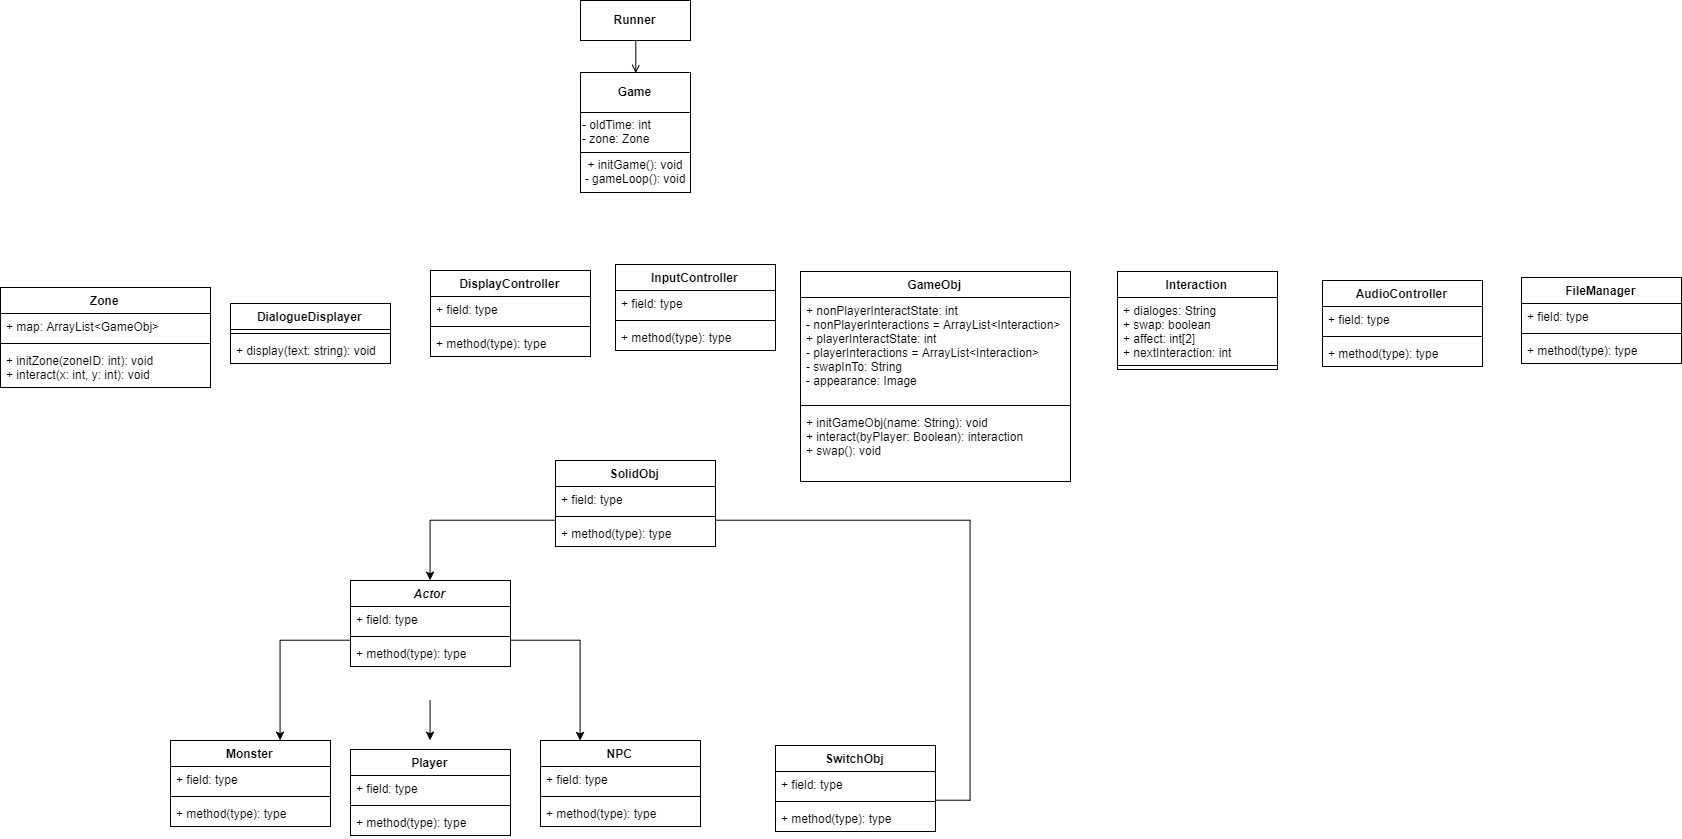 Runner
Game
- oldTime: int
- zone: Zone
+ initGame(): void
- gameLoop(): void
Zone
+ map: ArrayList<GameObj>
+ initZone(zoneID: int): void
+ interact(x: int, y: int): void
DialogueDisplayer
+ display(text: string): void
DisplayController
+ field: type
+ method(type): type
InputController
+ field: type
+ method(type): type
GameObj
+ nonPlayerInteractState: int
- nonPlayerInteractions = ArrayList<Interaction>
+ playerInteractState: int
- playerInteractions = ArrayList<Interaction>
- swapInTo: String
- appearance: Image
+ initGameObj(name: String): void
+ interact(byPlayer: Boolean): interaction
+ swap(): void
Interaction
+ dialoges: String
+ swap: boolean
+ affect: int[2]
+ nextInteraction: int
AudioController
+ field: type
+ method(type): type
FileManager
+ field: type
+ method(type): type
SolidObj
+ field: type
+ method(type): type
Actor
+ field: type
+ method(type): type
Monster
+ field: type
+ method(type): type
Player
+ field: type
+ method(type): type
NPC
+ field: type
+ method(type): type
SwitchObj
+ field: type
+ method(type): type